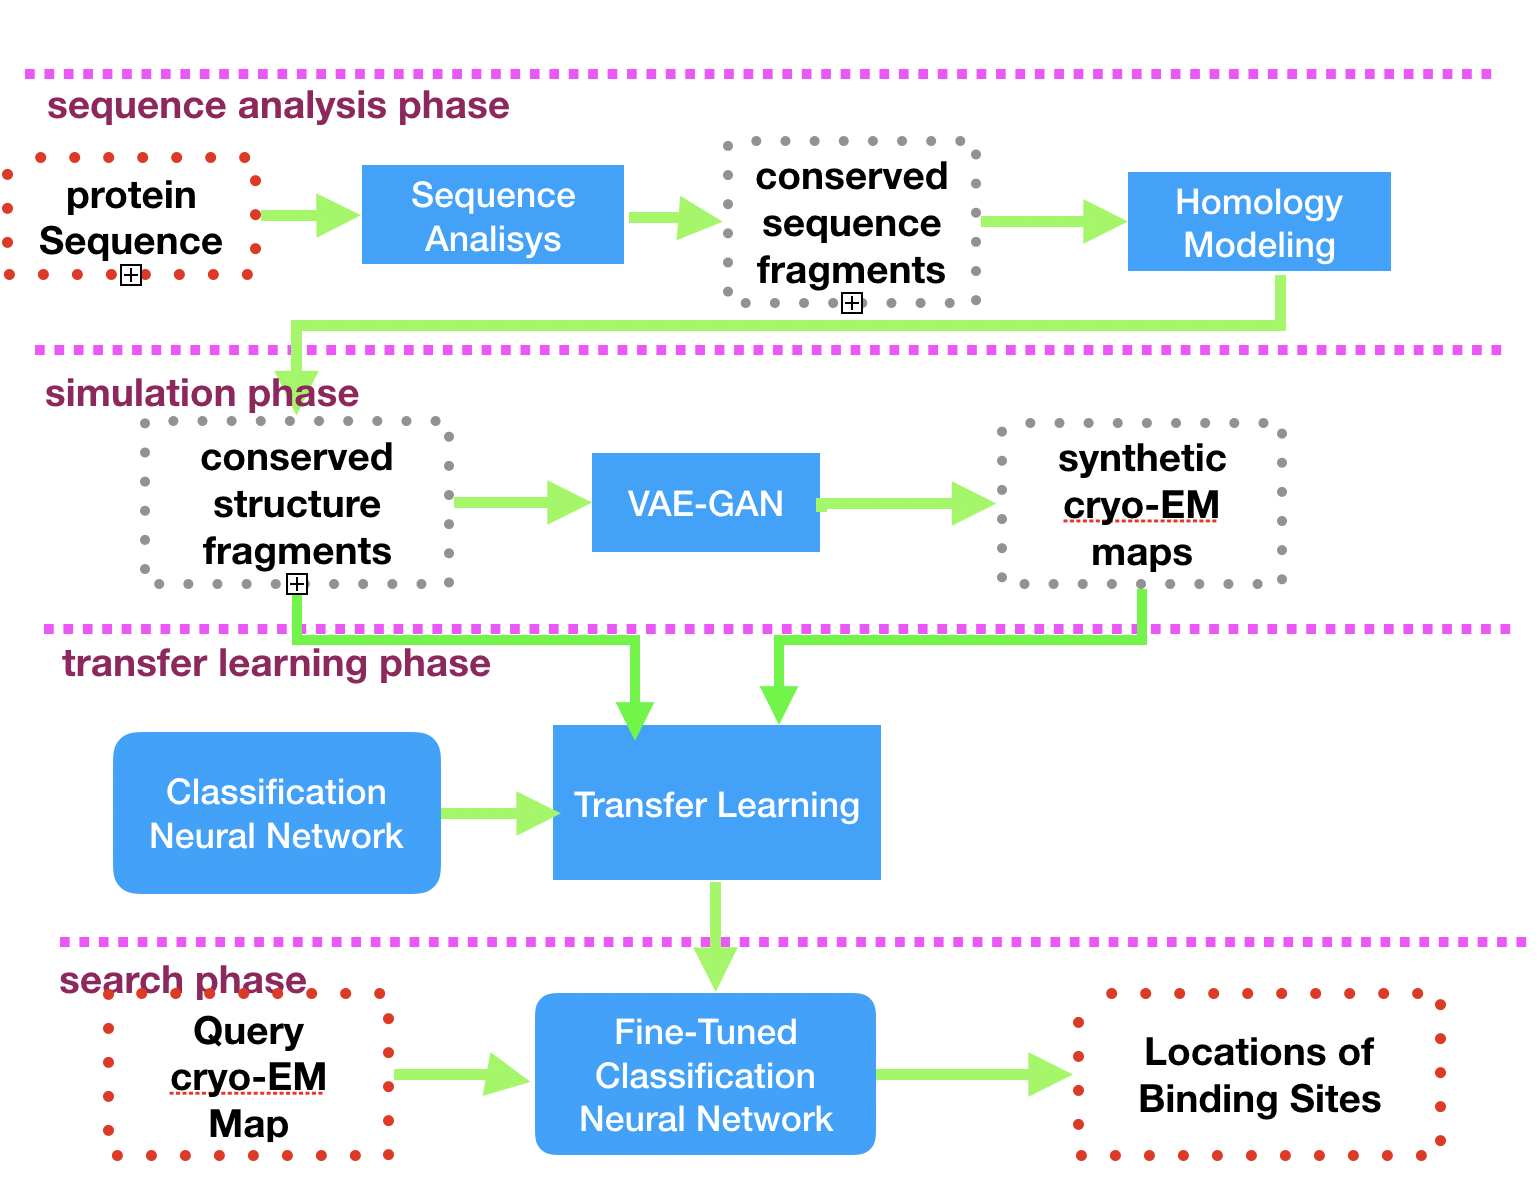 sequence analysis phase
protein
Sequence
Sequence
Analisys
conserved
sequence
fragments
Homology
Modeling
simulation phase
conserved
structure
fragments
VAE-GAN
synthetic
cryo-EM
maps
transfer learning phase
Classification
Neural Network
Transfer Learning
search phase
Query
cryo-EM
Map
Fine-Tuned
Classification
Neural Network
Locations of
Binding Sites